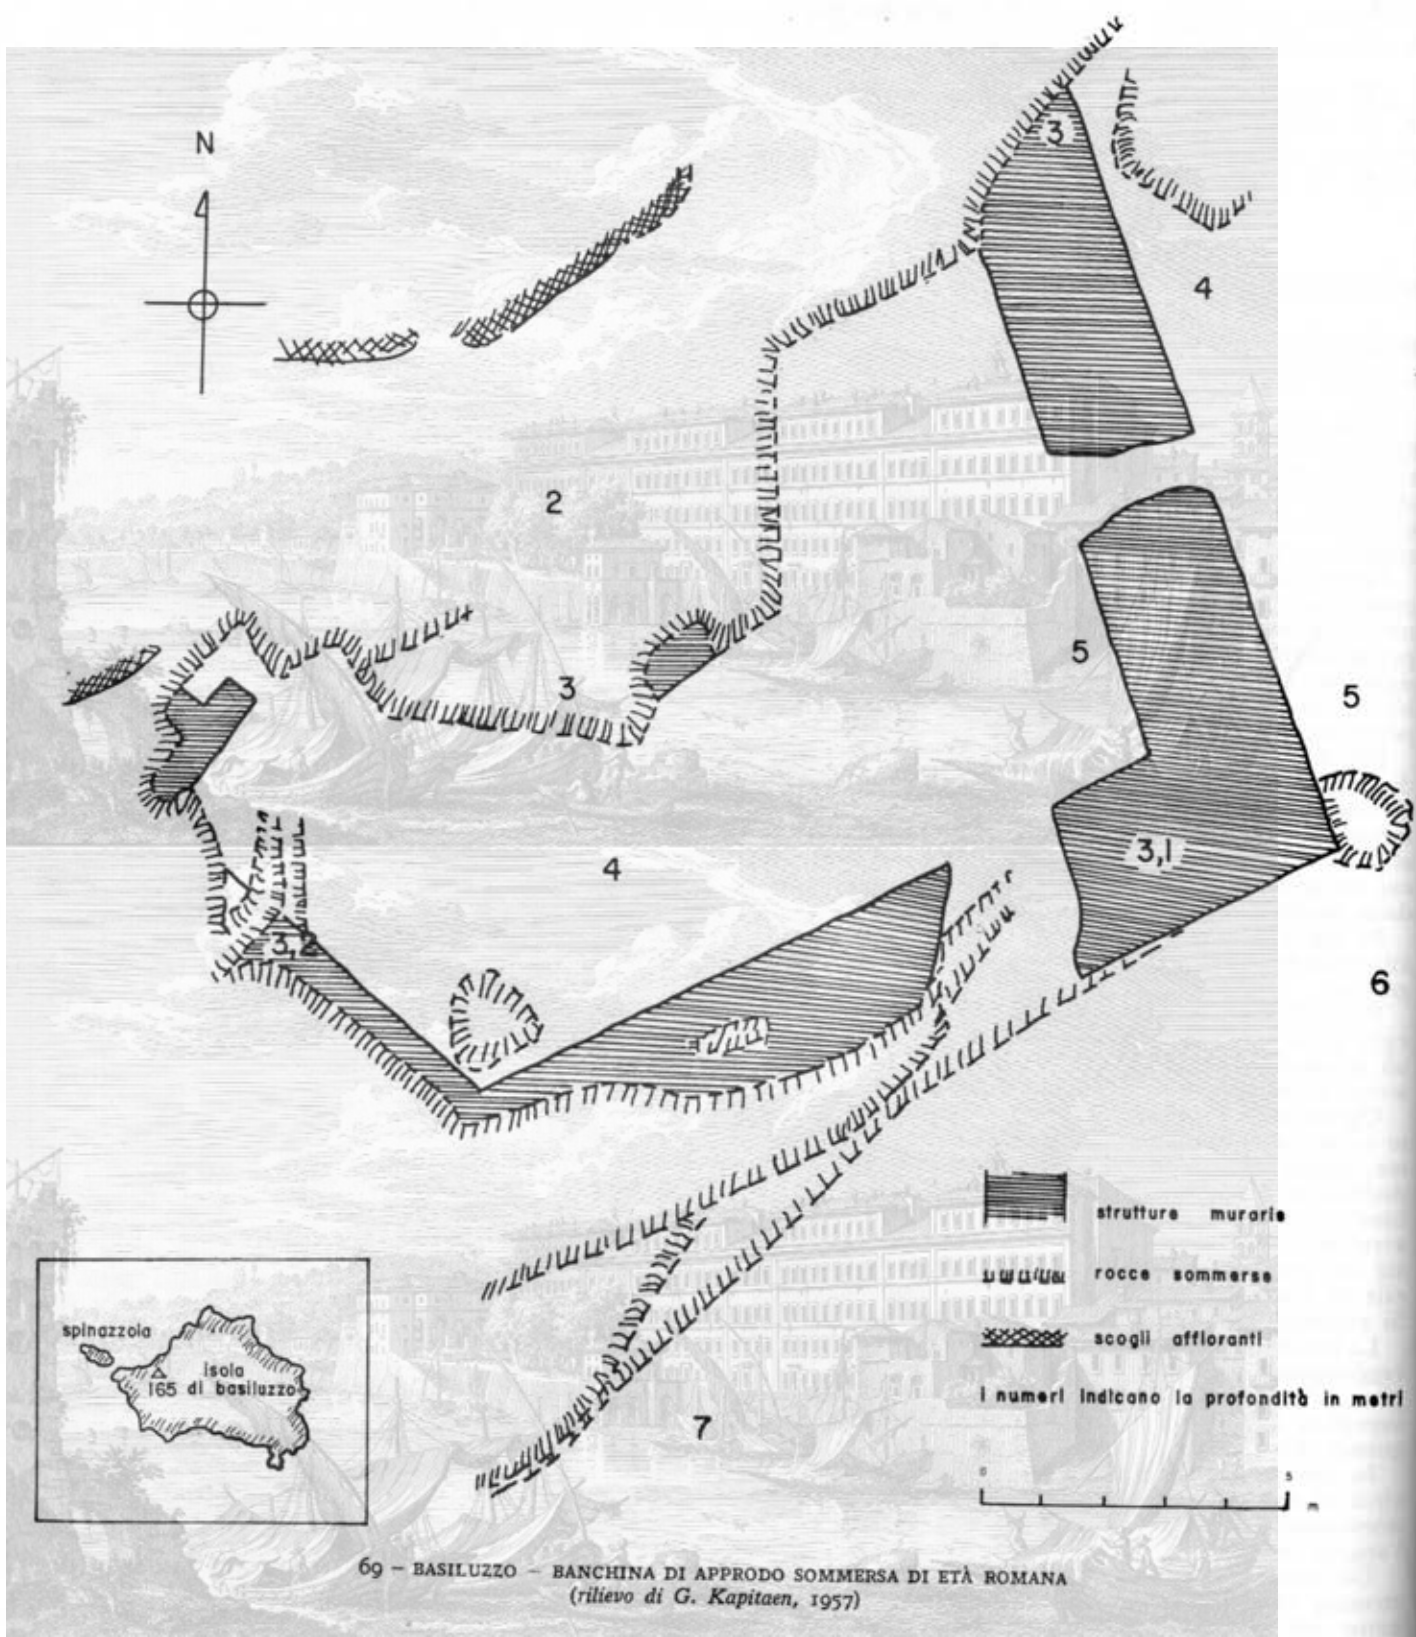 N
3
4
2
5
3
5
4
3,1
3,2
6
strutture murarie
rocce sommerse
scogli affioranti
i numeri indicano la profondità in metri
7
0 5
m
spinazzola
isola
165 di basiluzzo
69 – BASILUZZO – BANCHINA DI APPRODO SOMMERSA DI ETÀ ROMANA
(rilievo di G. Kapitaen, 1957)